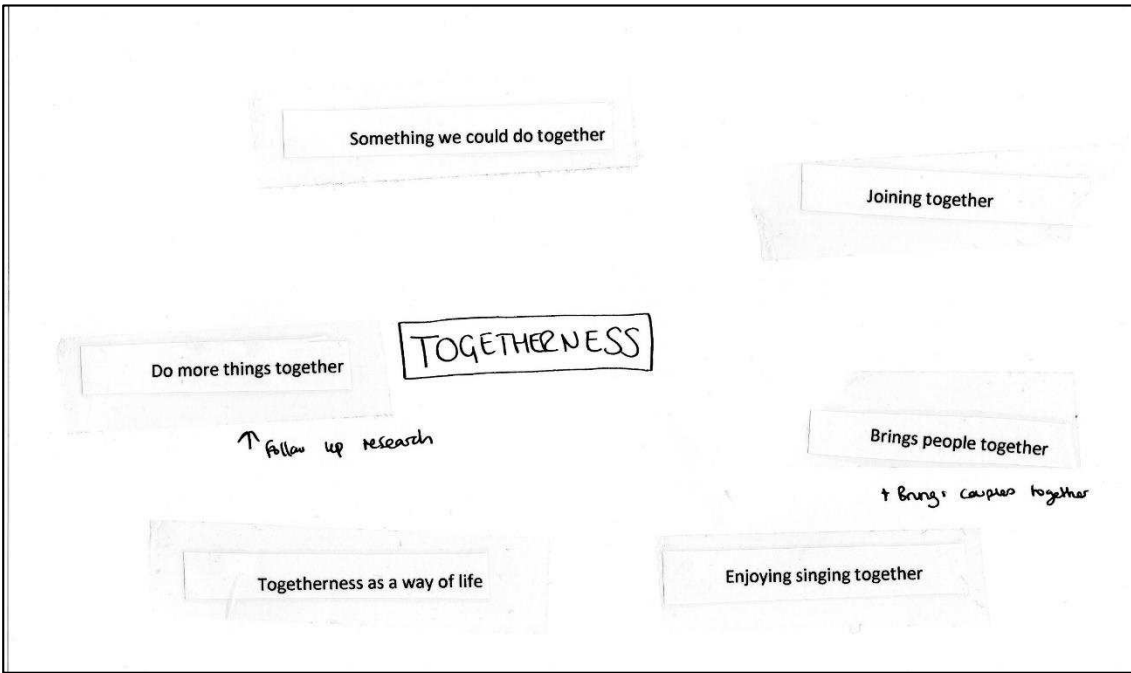 Something we could do together
Joining together
TOGETHERNESS
Do more things together
↑ Follow up research
Brings people together
+ Brings couples together
Togetherness as a way of life
Enjoying singing together